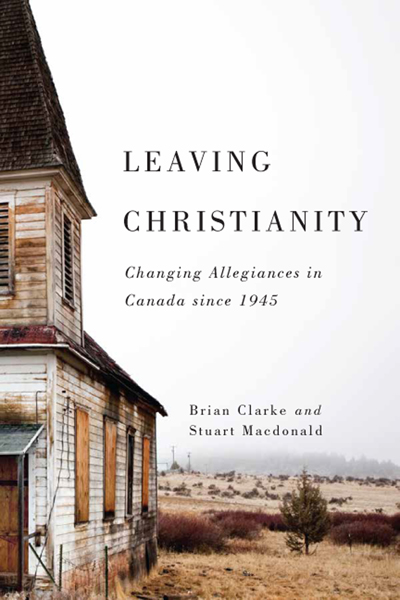 LEAVING
CHRISTIANITY
Changing Allegiances in
Canada since 1945
Brian Clarke and
Stuart Macdonald